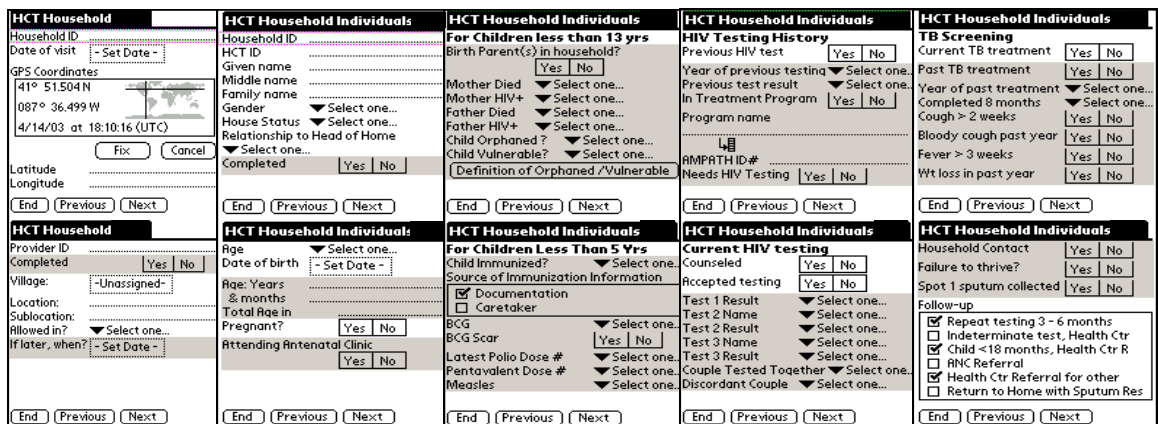 HCT Household
Household ID
Date of visit - Set Date -
GPS Coordinates
41° 51.504 N
087° 36.499 W
4/14/03 at 18:10:16 (UTC)
Fix Cancel
Latitude
Longitude
End Previous Next
HCT Household Individuals
Household ID
HCT ID
Given name
Middle name
Family name
Gender Select one...
House Status Select one...
Relationship to Head of Home
Select one...
Completed Yes No
End Previous Next
HCT Household Individuals
For Children less than 13 yrs
Birth Parent(s) in household?
Yes No
Mother Died Select one...
Mother HIV+ Select one...
Father Died Select one...
Father HIV+ Select one...
Child Orphaned ? Select one...
Child Vulnerable? Select one...
Definition of Orphaned /Vulnerable
End Previous Next
HCT Household Individuals
HIV Testing History
Previous HIV test Yes No
Year of previous testing Select one..
Previous test result Select one...
In Treatment Program Yes No
Program name
AMPATH ID#
Needs HIV Testing Yes No
End Previous Next
HCT Household Individuals
TB Screening
Current TB treatment Yes No
Past TB treatment Yes No
Year of past treatment Select one...
Completed 8 months Select one...
Cough > 2 weeks Yes No
Bloody cough past year Yes No
Fever > 3 weeks Yes No
Wt loss in past year Yes No
End Previous Next
HCT Household
Provider ID
Completed Yes No
Village: -Unassigned-
Location:
Sublocation:
Allowed in? Select one...
If later, when? - Set Date -
End Previous Next
HCT Household Individuals
Age Select one...
Date of birth - Set Date -
Age: Years
& months
Total Age in
Pregnant? Yes No
Attending Antenatal Clinic
Yes No
End Previous Next
HCT Household Individuals
For Children Less Than 5 Yrs
Child Immunized? Select one..
Source of Immunization Information
Documentation
Caretaker
BCG Select one...
BCG Scar Yes No
Latest Polio Dose # Select one...
Pentavalent Dose # Select one...
Measles Select one...
End Previous Next
HCT Household Individuals
Current HIV testing
Counseled Yes No
Accepted testing Yes No
Test 1 Result Select one...
Test 2 Name Select one...
Test 2 Result Select one...
Test 3 Name Select one...
Test 3 Result Select one...
Couple Tested Together Select one..
Discordant Couple Select one...
End Previous Next
HCT Household Individuals
Household Contact Yes No
Failure to thrive? Yes No
Spot 1 sputum collected Yes No
Follow-up
Repeat testing 3 - 6 months
Indeterminate test, Health Ctr
Child <18 months, Health Ctr R
ANC Referral
Health Ctr Referral for other
Return to Home with Sputum Res
End Previous Next